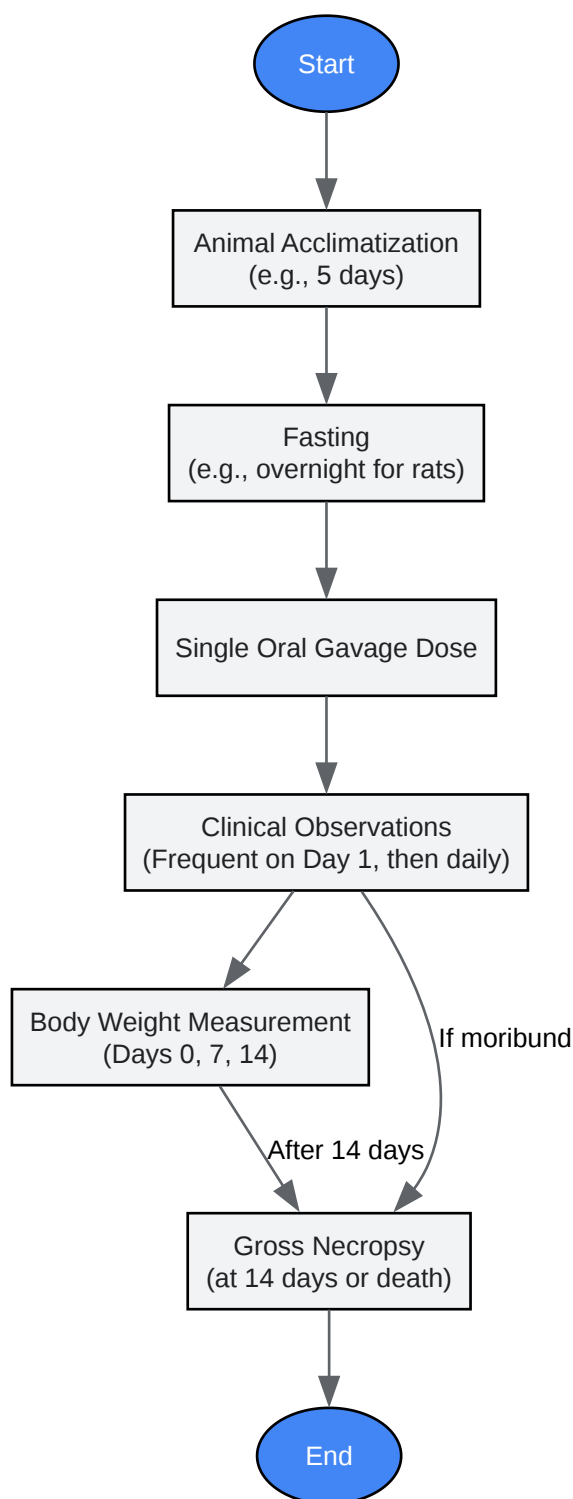 Start
Animal Acclimatization
(e.g., 5 days)
Fasting
(e.g., overnight for rats)
Single Oral Gavage Dose
Clinical Observations
(Frequent on Day 1, then daily)
Body Weight Measurement
(Days 0, 7, 14)
If moribund
After 14 days
Gross Necropsy
(at 14 days or death)
End